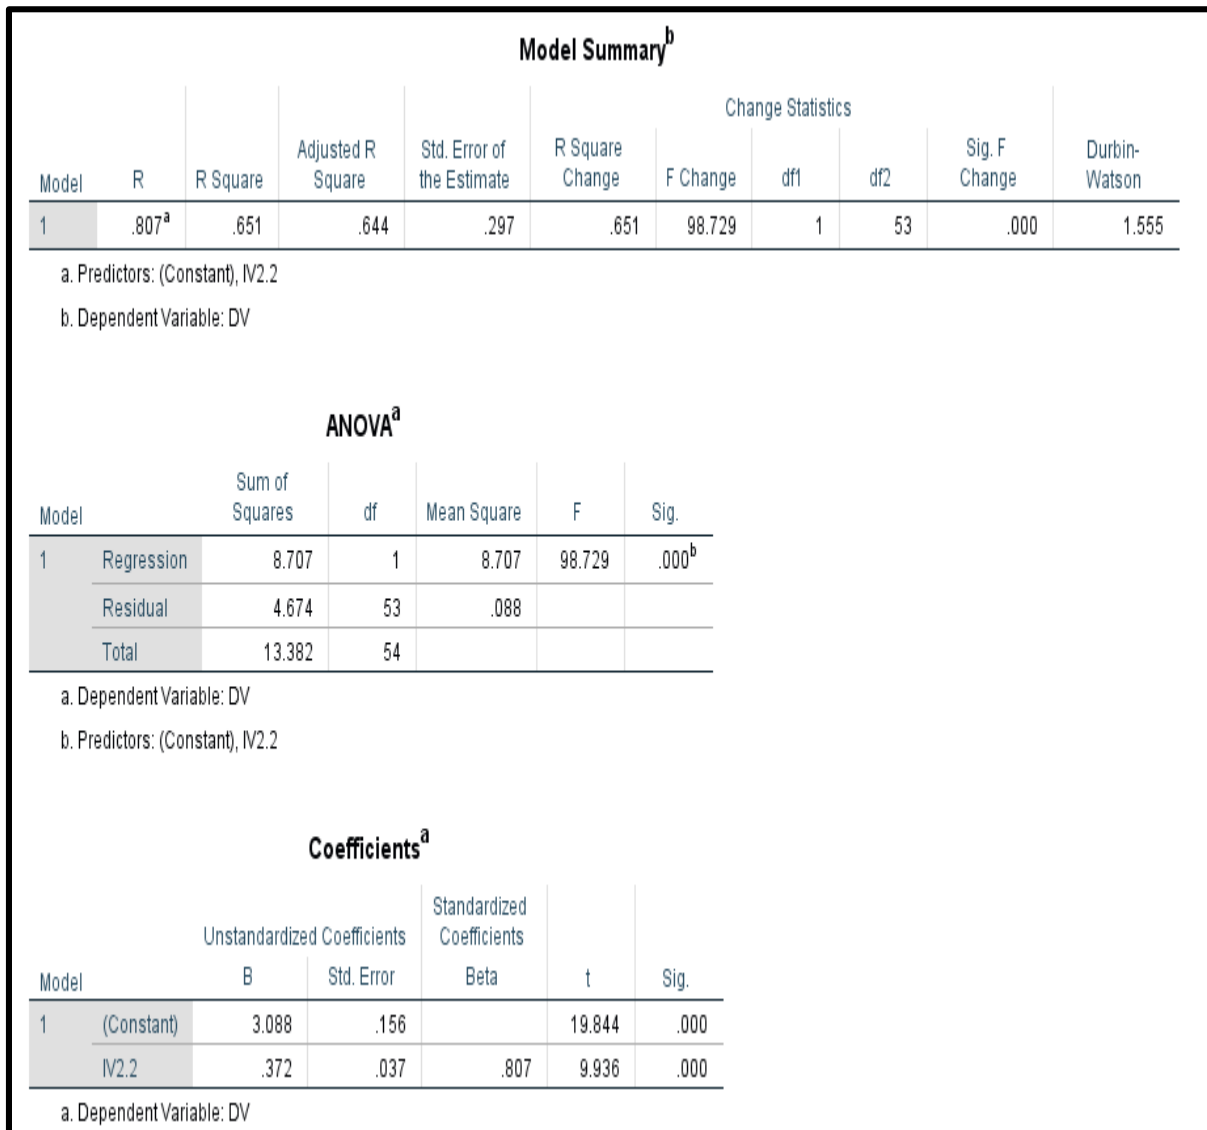 Model Summaryb
Change Statistics
Model R R Square Adjusted R Square Std. Error of the Estimate R Square Change F Change df1 df2 Sig. F Change Durbin-Watson
1 .807a .651 .644 .297 .651 98.729 1 53 .000 1.555
a. Predictors: (Constant), IV2.2
b. Dependent Variable: DV
ANOVAa
Model Sum of Squares df Mean Square F Sig.
1 Regression 8.707 1 8.707 98.729 .000b
Residual 4.674 53 .088
Total 13.382 54
a. Dependent Variable: DV
b. Predictors: (Constant), IV2.2
Coefficientsa
Unstandardized Coefficients Standardized Coefficients
Model B Std. Error Beta t Sig.
1 (Constant) 3.088 .156 19.844 .000
IV2.2 .372 .037 .807 9.936 .000
a. Dependent Variable: DV